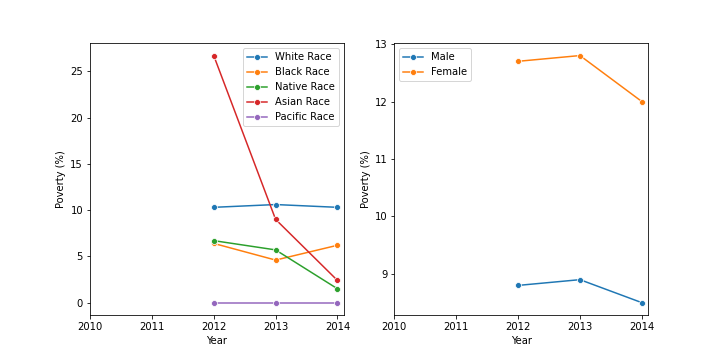 White Race
Black Race
Native Race
Asian Race
Pacific Race
Poverty (%)
25
20
15
10
5
0
2010 2011 2012 2013 2014
Year
Male
Female
Poverty (%)
13
12
11
10
9
2010 2011 2012 2013 2014
Year